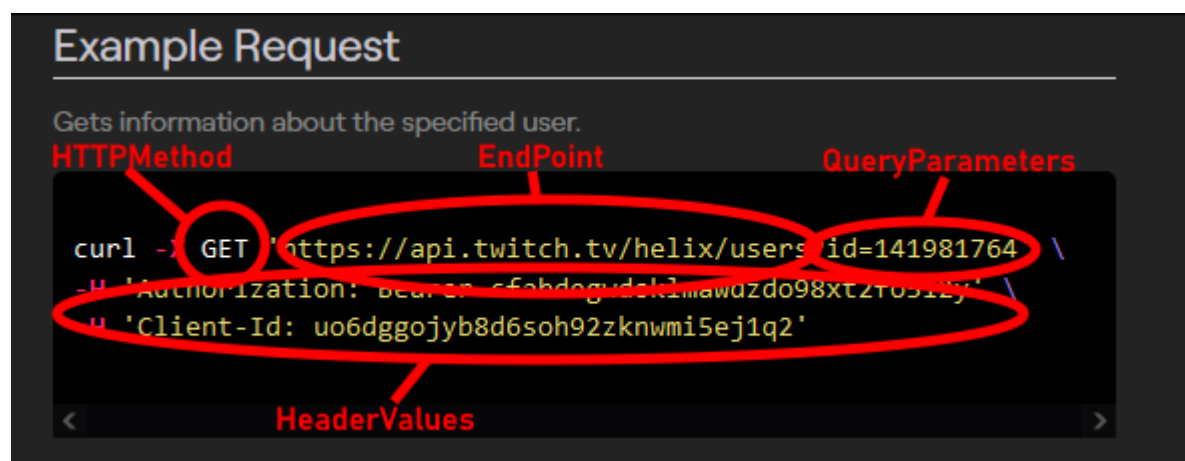 Example Request
Gets information about the specified user.
HTTPMethod EndPoint QueryParameters
curl -X GET 'https://api.twitch.tv/helix/users?id=141981764 \
-H 'Authorization: Bearer \
-H 'Client-Id: uo6dggojyb8d6soh92zknwmi5ej1q2'
< HeaderValues >